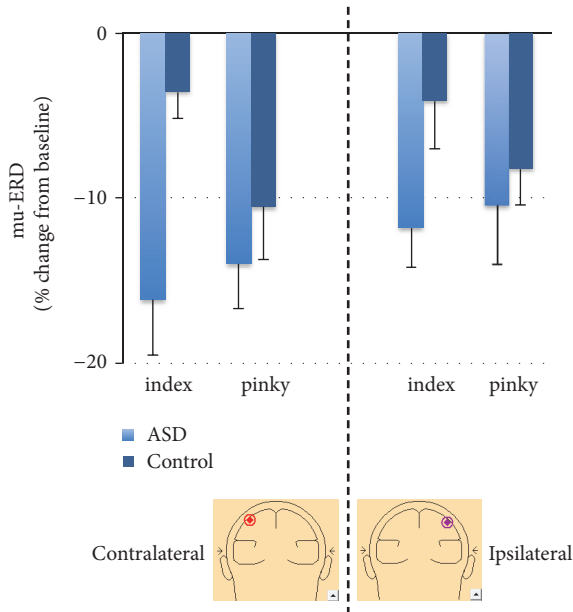 0
−10
−20
mu-ERD
(% change from baseline)
index
pinky
index
pinky
ASD
Control
Contralateral
Ipsilateral